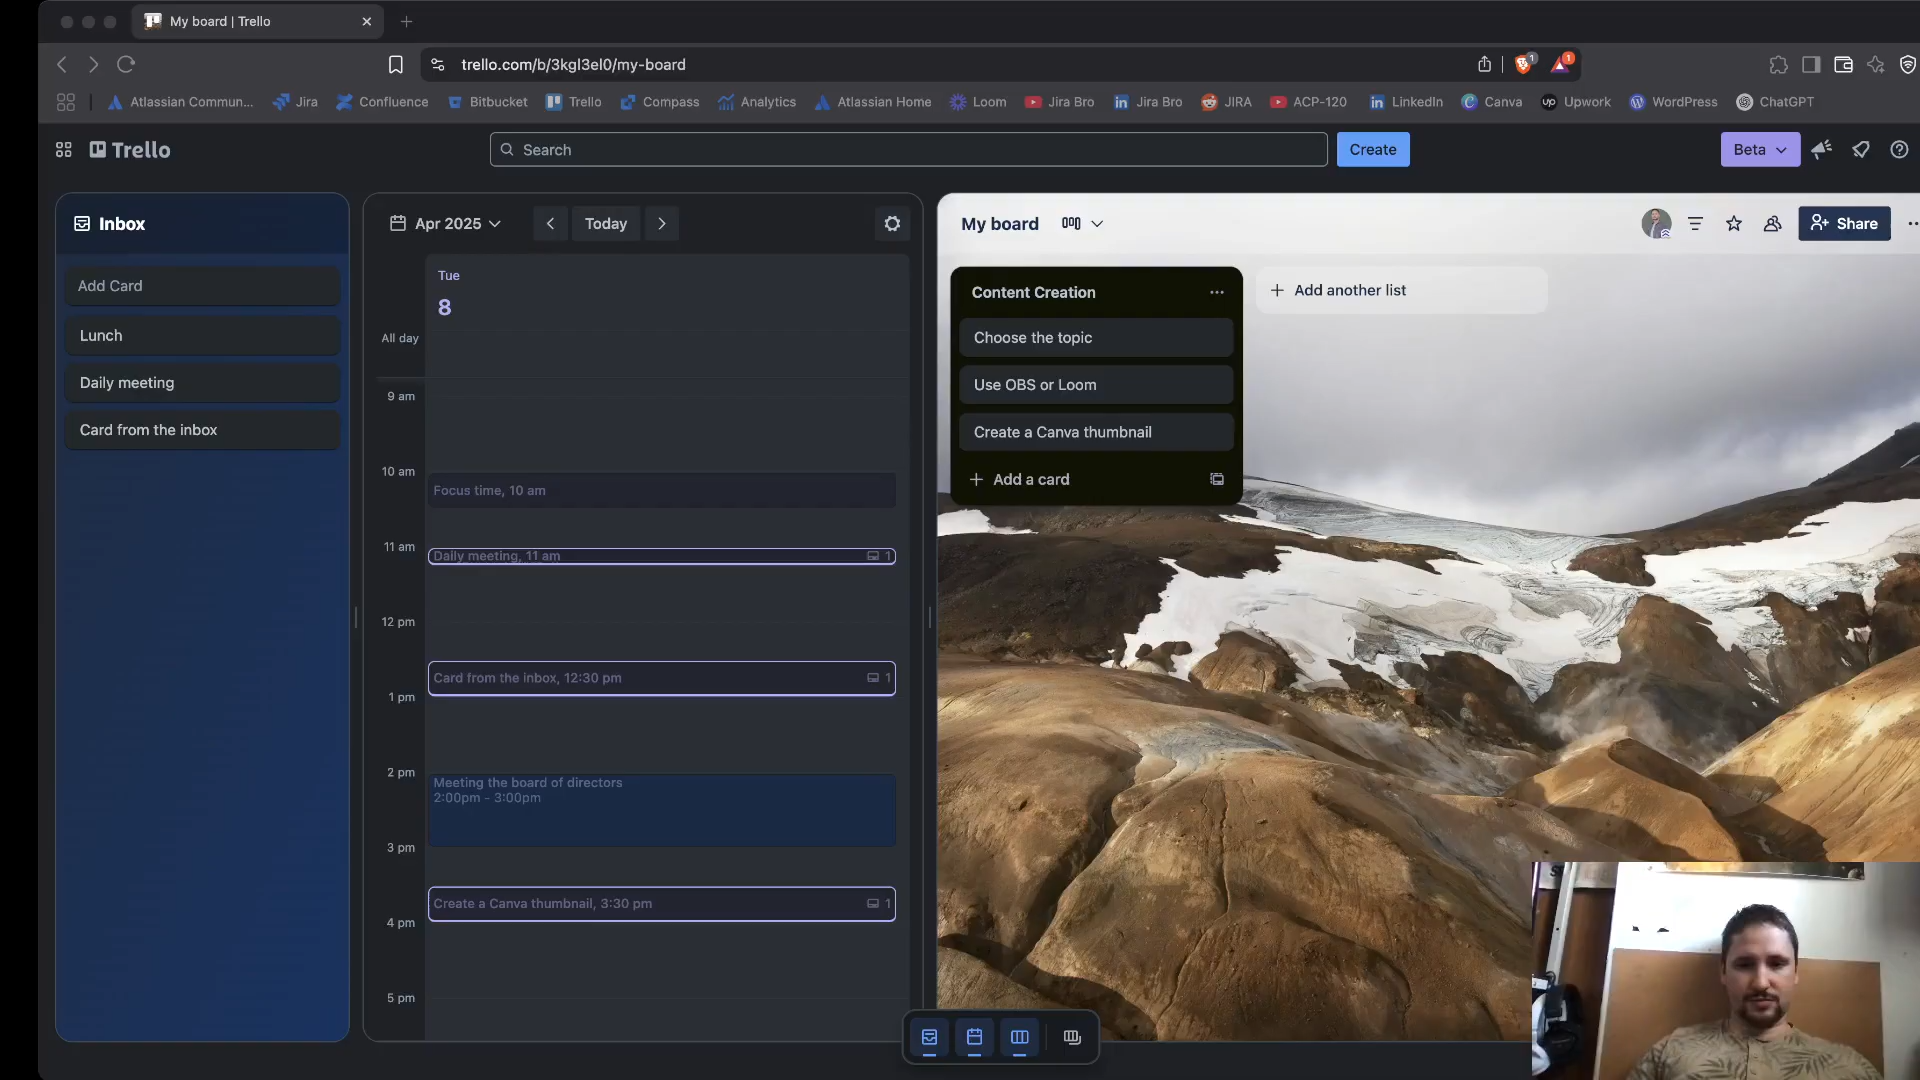 My board | Trello
trello.com/b/3kgl3el0/my-board
1
1
Atlassian Commun...
Jira
Confluence
Bitbucket
Trello
Compass
Analytics
Atlassian Home
Loom
Jira Bro
Jira Bro
JIRA
ACP-120
LinkedIn
Canva
Upwork
WordPress
ChatGPT
Trello
Search
Create
Beta
Inbox
Add Card
Lunch
Daily meeting
Card from the inbox
Apr 2025
Today
Tue
8
All day
9 am
10 am
Focus time, 10 am
11 am
Daily meeting, 11 am
1
12 pm
Card from the inbox, 12:30 pm
1
1 pm
2 pm
Meeting the board of directors
2:00pm - 3:00pm
3 pm
Create a Canva thumbnail, 3:30 pm
1
4 pm
5 pm
My board
Share
Content Creation
Choose the topic
Use OBS or Loom
Create a Canva thumbnail
Add a card
Add another list